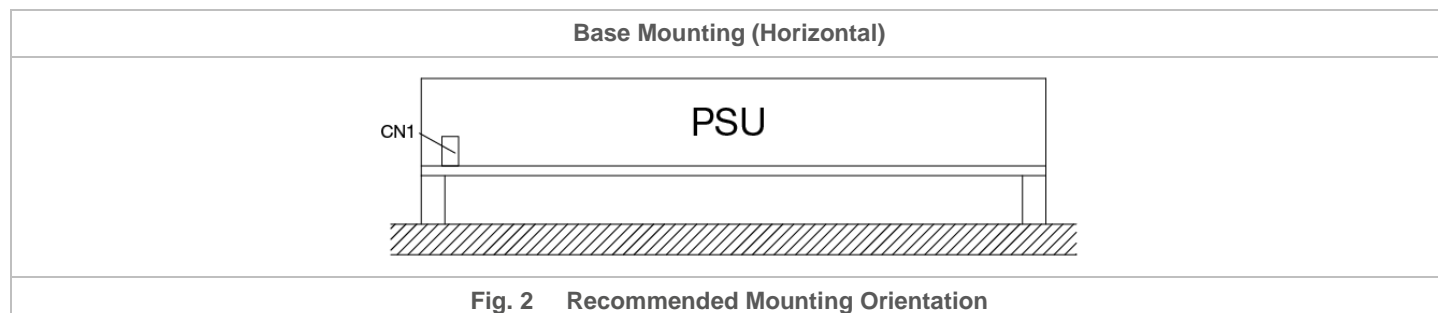 Base Mounting (Horizontal)
PSU
CN1
Fig. 2 Recommended Mounting Orientation